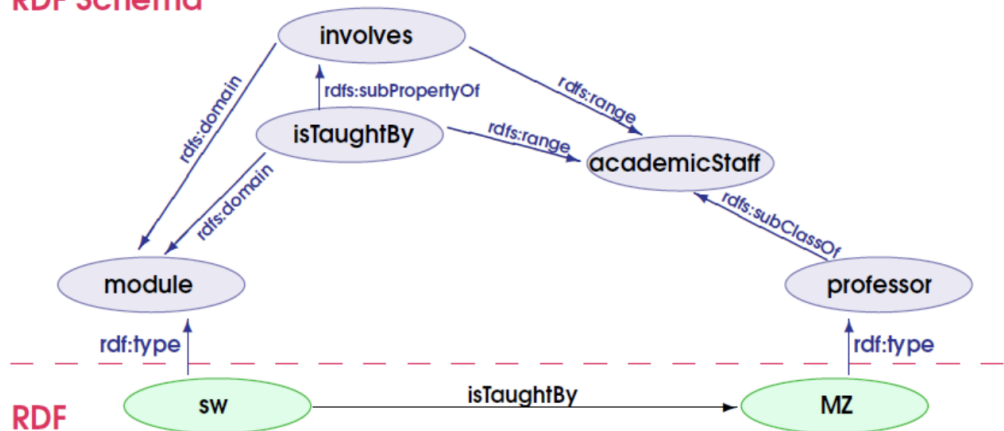 RDF Schema
involves
rdfs:domain
rdfs:subPropertyOf
rdfs:range
isTaughtBy
rdfs:range
academicStaff
rdfs:domain
rdfs:subClassOf
module
professor
rdf:type
rdf:type
sw
isTaughtBy
MZ
RDF